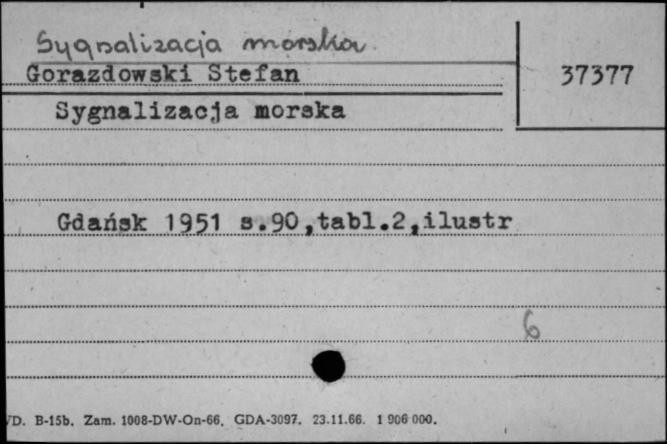 Sygnalizacja morska
Gorazdowski Stefan
37377
Sygnalizacja morska
Gdańsk 1951 s.90,tabl.2,ilustr
6
D. B-15b. Zam. 1008-DW-On-66. GDA-3097. 23.11.66. 1 906 000.